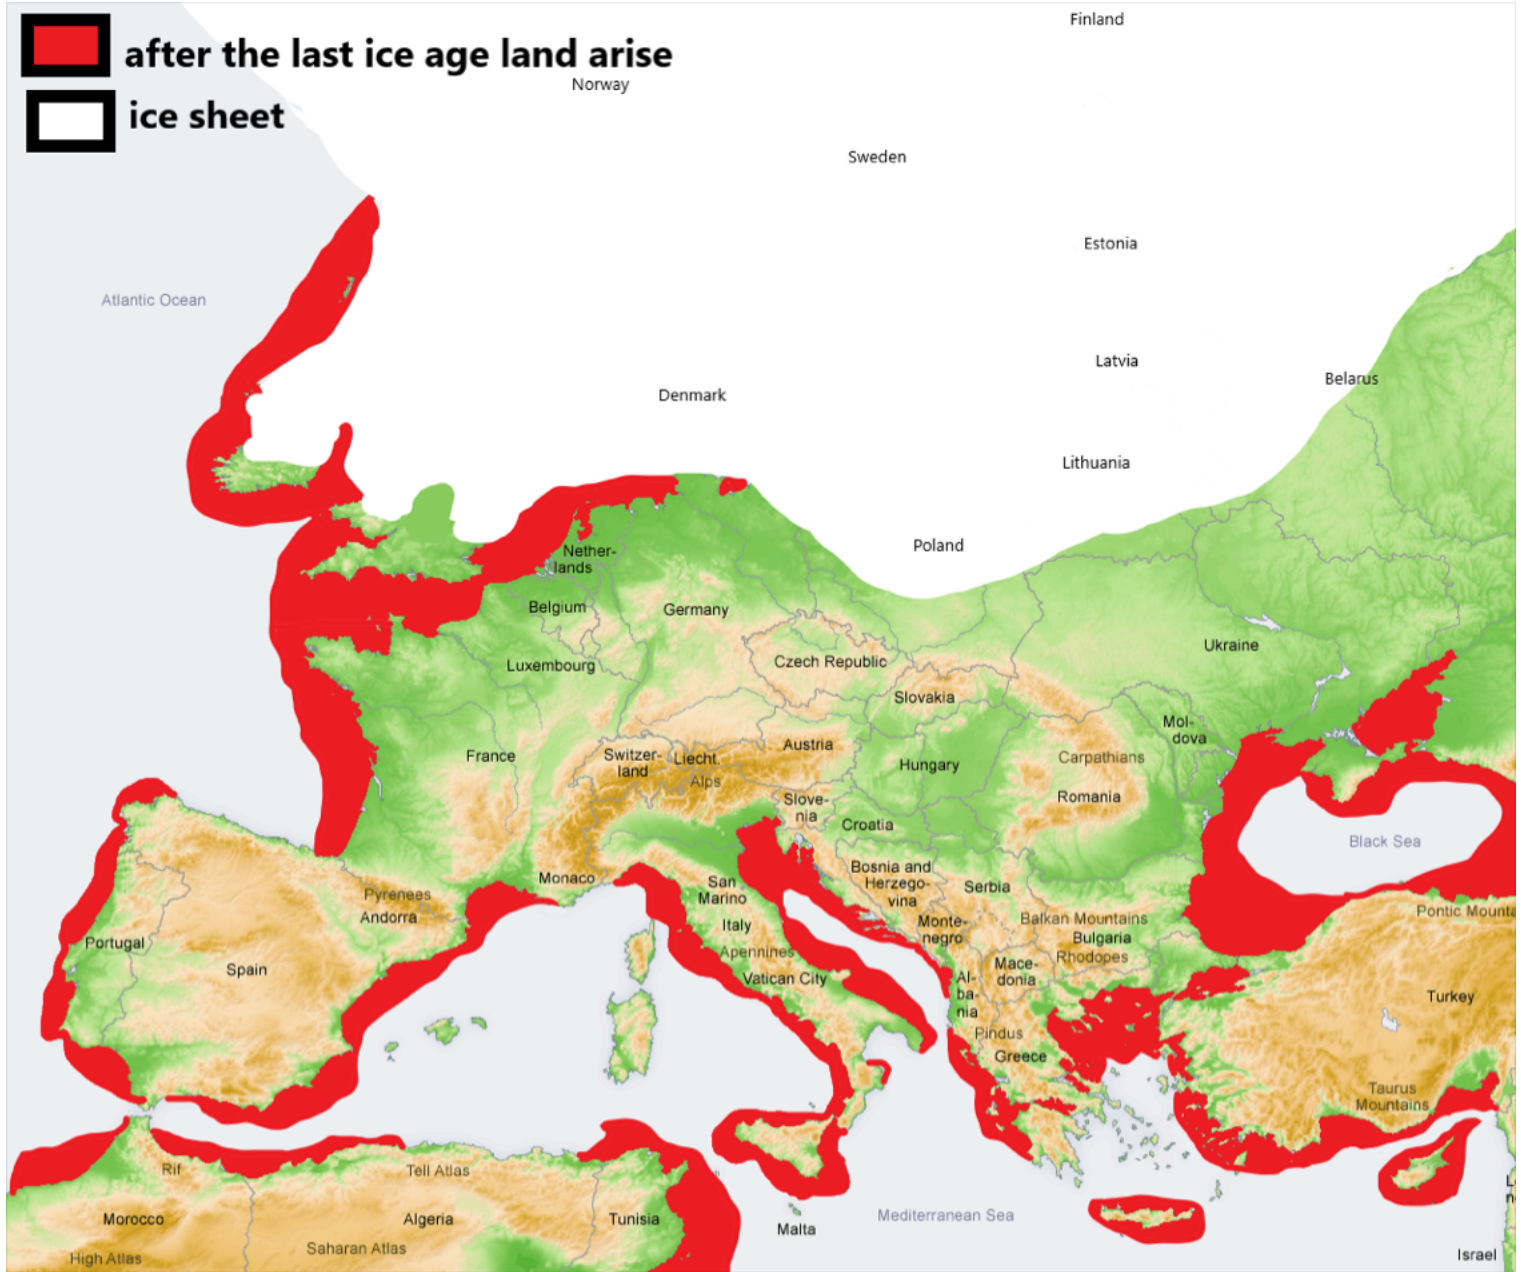 after the last ice age land arise
ice sheet
Finland
Norway
Sweden
Estonia
Atlantic Ocean
Latvia
Belarus
Denmark
Lithuania
Poland
Nether-
lands
Belgium
Germany
Ukraine
Luxembourg
Czech Republic
Slovakia
Mol-
dova
France
Switzer-
land
Liecht.
Austria
Alps
Hungary
Carpathians
Romania
Slove-
nia
Croatia
Black Sea
Monaco
Bosnia and
Herzego-
vina
San
Marino
Serbia
Pyrenees
Andorra
Italy
Monte-
negro
Balkan Mountains
Bulgaria
Rhodopes
Pontic Mounta
Portugal
Spain
Apennines
Vatican City
Al-
ba-
nia
Mace-
donia
Turkey
Pindus
Greece
Taurus
Mountains
Rif
Tell Atlas
Morocco
Algeria
Tunisia
Malta
Mediterranean Sea
High Atlas
Saharan Atlas
Israel